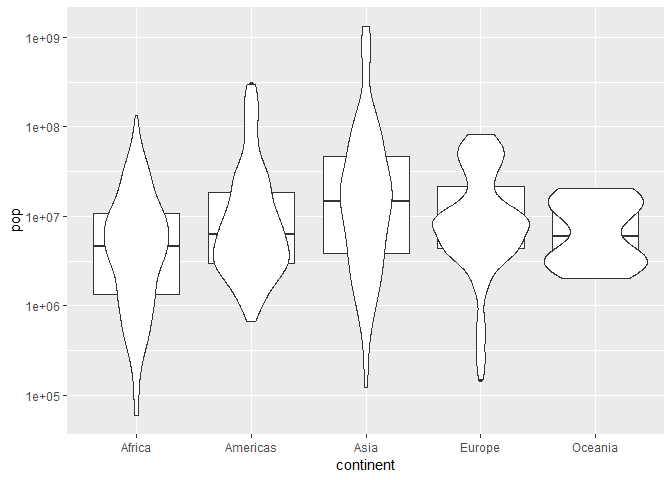 1e+09
1e+08
1e+07
1e+06
1e+05
pop
Africa
Americas
Asia
Europe
Oceania
continent